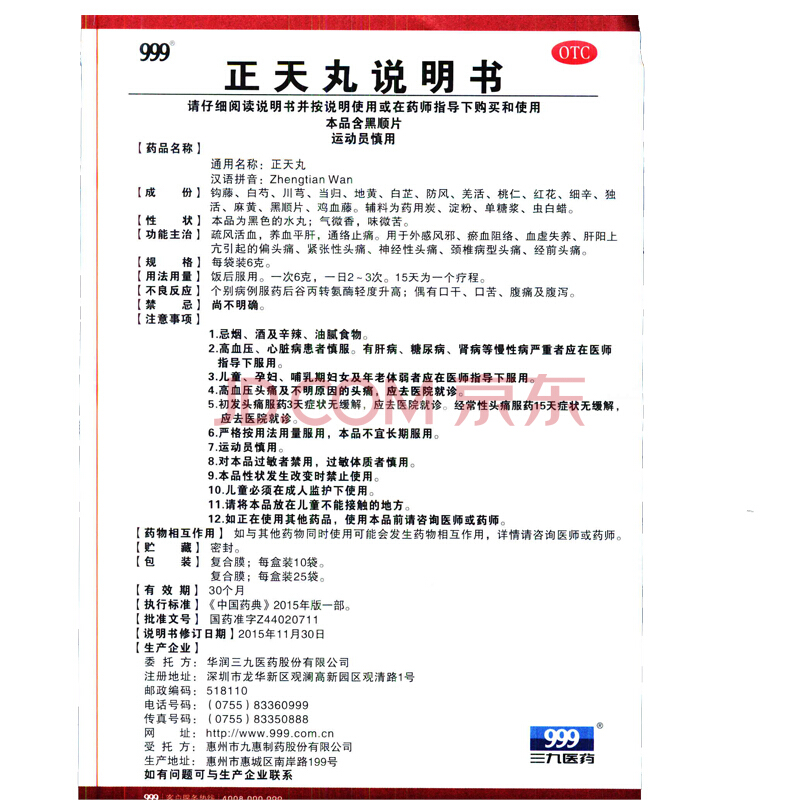 999®
OTC
正天丸说明书
请仔细阅读说明书并按说明使用或在药师指导下购买和使用
本品含黑顺片
运动员慎用
【药品名称】
通用名称：正天丸
汉语拼音：Zhengtian Wan
【成　份】钩藤、白芍、川芎、当归、地黄、白芷、防风、羌活、桃仁、红花、细辛、独
活、麻黄、黑顺片、鸡血藤。辅料为药用炭、淀粉、单糖浆、虫白蜡。
【性　状】本品为黑色的水丸；气微香，味微苦。
【功能主治】疏风活血，养血平肝，通络止痛。用于外感风邪、瘀血阻络、血虚失养、肝阳上
亢引起的偏头痛、紧张性头痛、神经性头痛、颈椎病型头痛、经前头痛。
【规　格】每袋装6克。
【用法用量】饭后服用。一次6克，一日2~3次。15天为一个疗程。
【不良反应】个别病例服药后谷丙转氨酶轻度升高；偶有口干、口苦、腹痛及腹泻。
【禁　忌】尚不明确。
【注意事项】
1.忌烟、酒及辛辣、油腻食物。
2.高血压、心脏病患者慎服。有肝病、糖尿病、肾病等慢性病严重者应在医师
指导下服用。
3.儿童、孕妇、哺乳期妇女及年老体弱者应在医师指导下服用。
4.高血压头痛及不明原因的头痛，应去医院就诊。
5.初发头痛服药3天症状无缓解，应去医院就诊。经常性头痛服药15天症状无缓解，
应去医院就诊。
6.严格按用法用量服用，本品不宜长期服用。
7.运动员慎用。
8.对本品过敏者禁用，过敏体质者慎用。
9.本品性状发生改变时禁止使用。
10.儿童必须在成人监护下使用。
11.请将本品放在儿童不能接触的地方。
12.如正在使用其他药品，使用本品前请咨询医师或药师。
JD.COM 京东
【药物相互作用】如与其他药物同时使用可能会发生药物相互作用，详情请咨询医师或药师。
【贮　藏】密封。
【包　装】复合膜；每盒装10袋。
复合膜；每盒装25袋。
【有 效 期】30个月
【执行标准】《中国药典》2015年版一部。
【批准文号】国药准字Z44020711
【说明书修订日期】2015年11月30日
【生产企业】
委 托 方：华润三九医药股份有限公司
注册地址：深圳市龙华新区观澜高新园区观清路1号
邮政编码：518110
电话号码：(0755) 83360999
传真号码：(0755) 83350888
网　　址：http://www.999.com.cn
受 托 方：惠州市九惠制药股份有限公司
生产地址：惠州市惠城区南岸路199号
如有问题可与生产企业联系
999®
三九医药
999 客户服务热线